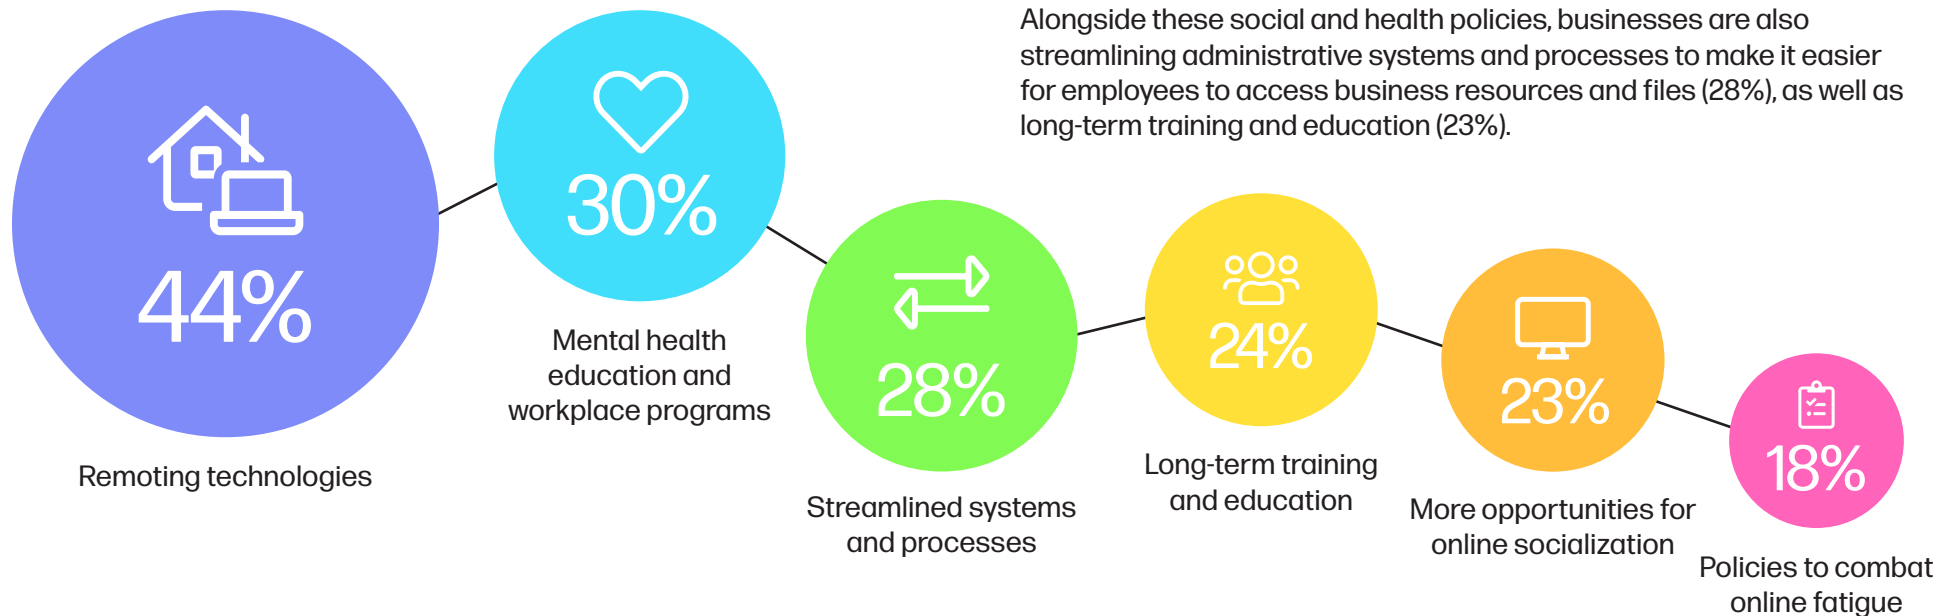 Alongside these social and health policies, businesses are also
streamlining administrative systems and processes to make it easier
for employees to access business resources and files (28%), as well as
long-term training and education (23%).
44%
Remoting technologies
30%
Mental health
education and
workplace programs
28%
Streamlined systems
and processes
24%
Long-term training
and education
23%
More opportunities for
online socialization
18%
Policies to combat
online fatigue